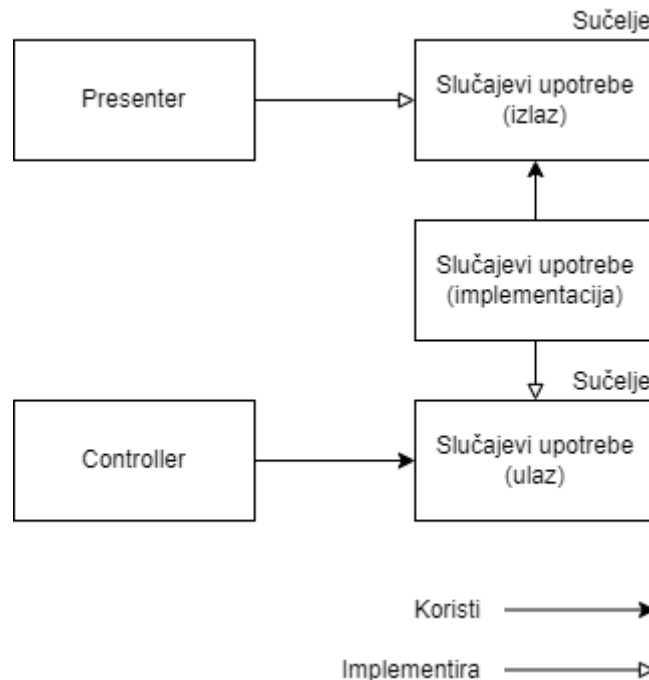 Sučelje
Presenter
Slučajevi upotrebe
(izlaz)
Slučajevi upotrebe
(implementacija)
Sučelje
Controller
Slučajevi upotrebe
(ulaz)
Koristi
Implementira